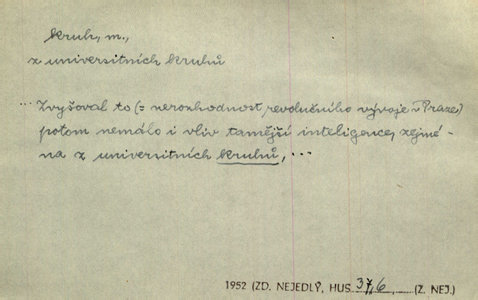 kruh, m.,
z universitních kruhů
... Zvyšoval to (= nerozhodnost revolučního vývoje v Praze)
potom nemálo i vliv tamější inteligence, zejmé-
na z universitních kruhů, ...
1952 (ZD. NEJEDLÝ, HUS 37,6 (Z. NEJ.)